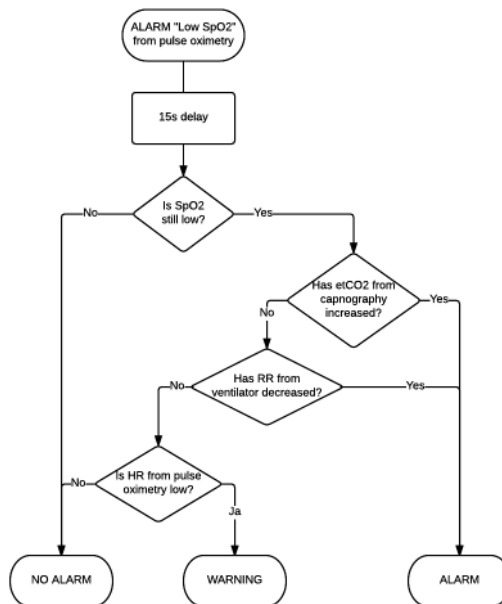 ALARM "Low SpO2"
from pulse oximetry
15s delay
Is SpO2
still low?
No
Yes
Has etCO2 from
capnography
increased?
Yes
No
Has RR from
ventilator decreased?
No
Yes
Is HR from pulse
oximetry low?
No
Ja
NO ALARM
WARNING
ALARM